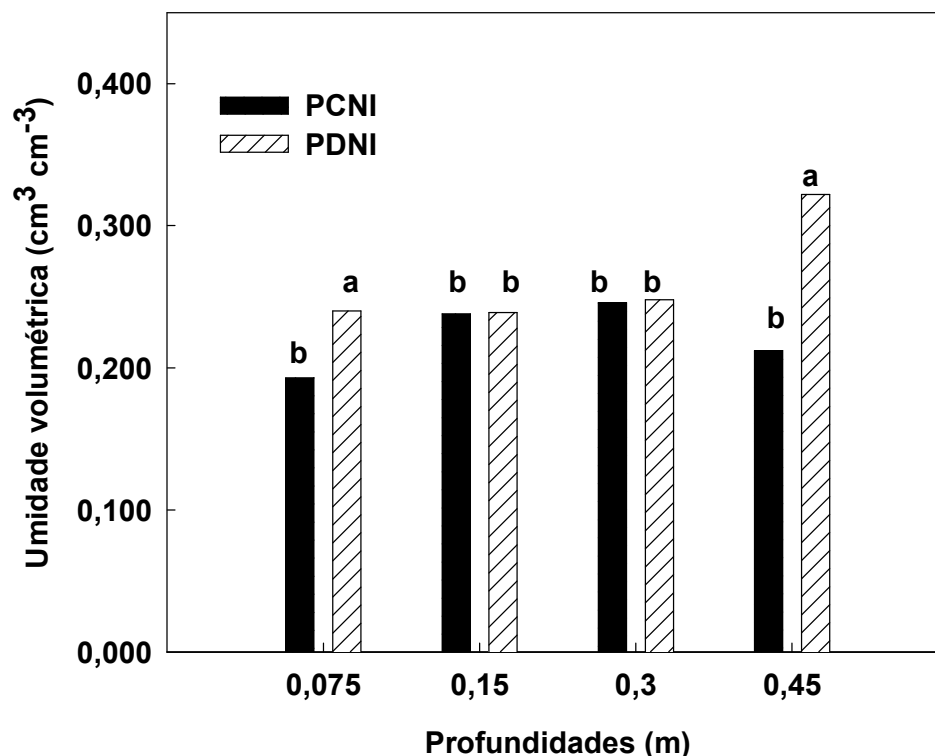 Umidade volumétrica (cm³ cm⁻³)
0,400
0,300
0,200
0,100
0,000
PCNI
PDNI
b
a
b
b
b
b
b
a
0,075
0,15
0,3
0,45
Profundidades (m)